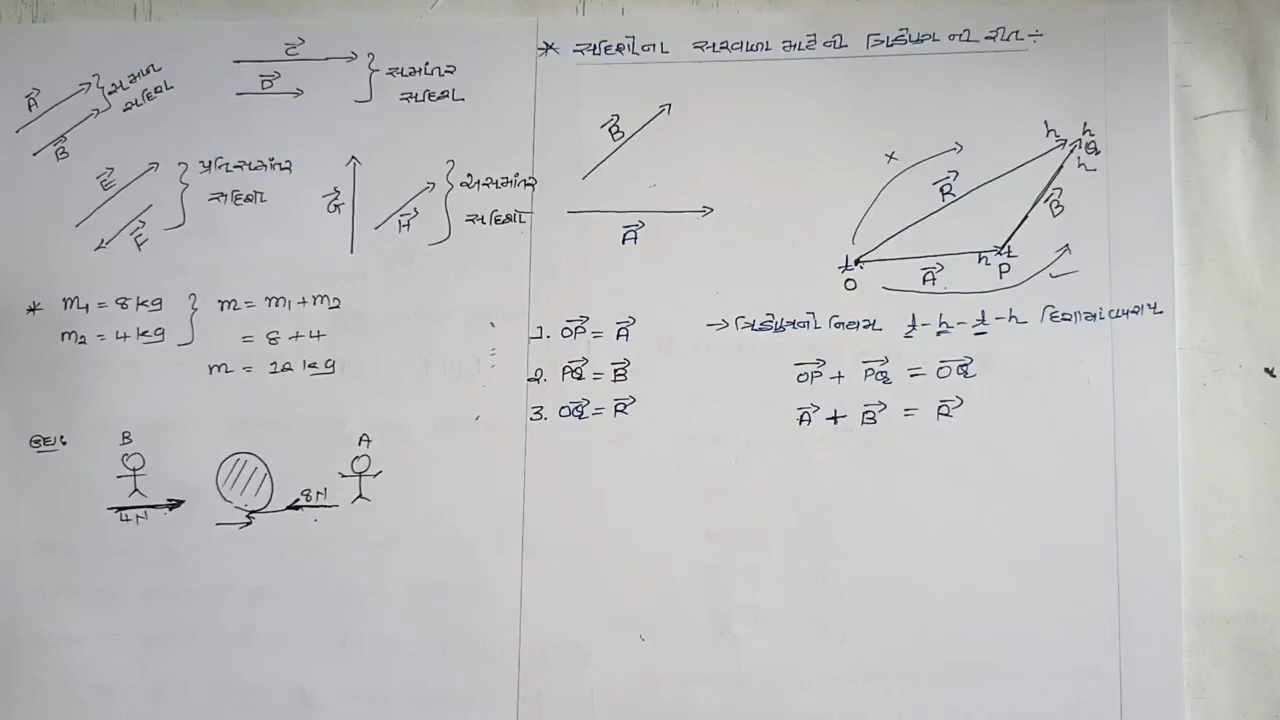 A⃗
B⃗
સમાન
સદિશ
C⃗
D⃗
સમાંતર
સદિશ
E⃗
F⃗
પ્રતિસમાંતર
સદિશો
G⃗
H⃗
અસમાંતર
સદિશો
* m₁ = 8 kg
m₂ = 4 kg
m = m₁ + m₂
= 8 + 4
m = 12 kg
B
4N
8N
A
* સદિશોના સરવાળા માટેની ત્રિકોણ ની રીત ÷
B⃗
A⃗
× R⃗
B⃗
A⃗
O
P
Q
t
h
h
h
h t
1. OP⃗ = A⃗
2. PQ⃗ = B⃗
3. OQ⃗ = R⃗
→ ત્રિકોણનો નિયમ t - h - t - h દિશામાં
OP⃗ + PQ⃗ = OQ⃗
A⃗ + B⃗ = R⃗